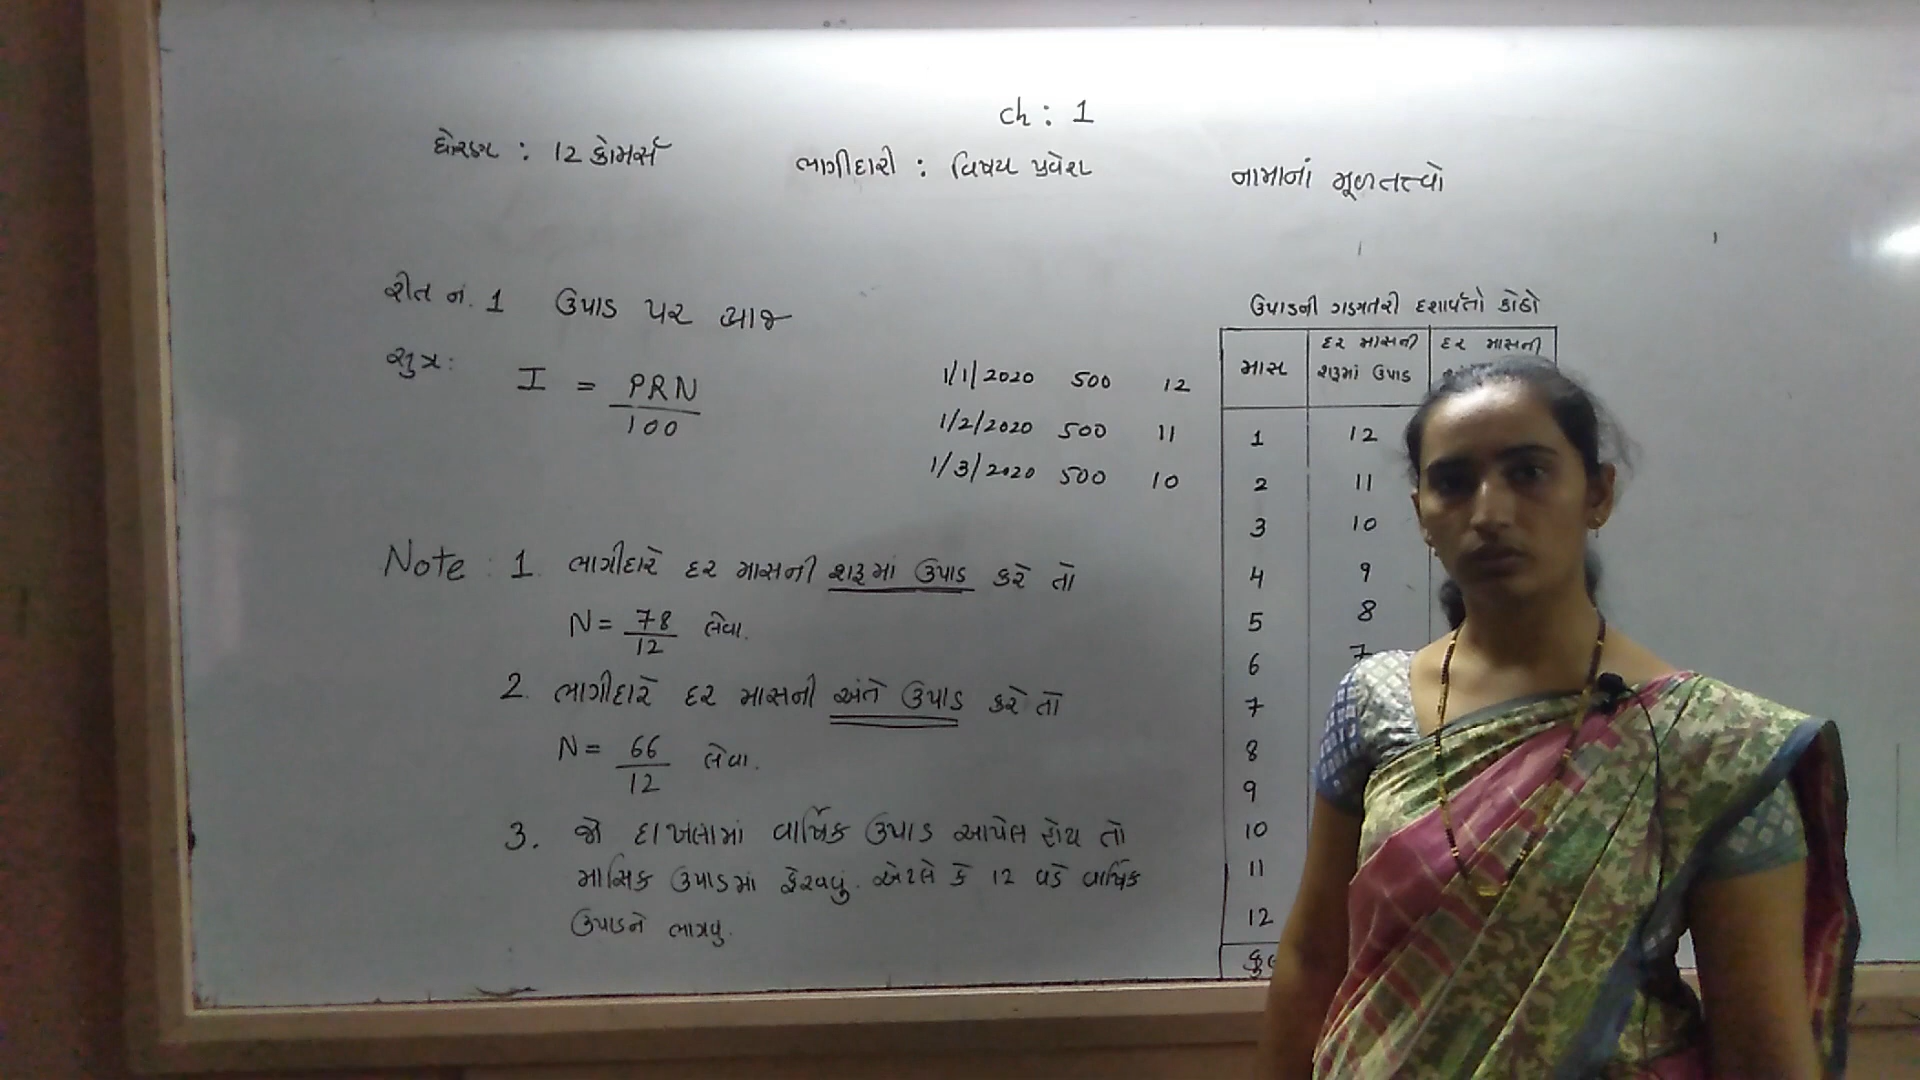 ch : 1
ધોરણ : 12 કોમર્સ
ભાગીદારી : વિષય પ્રવેશ
નામાનાં મૂળતત્ત્વો
રીત નં. 1 ઉપાડ પર વ્યાજ
સુત્ર:
I = PRN
100
1/1/2020 500 12
1/2/2020 500 11
1/3/2020 500 10
Note : 1. ભાગીદારે દર માસની શરૂમાં ઉપાડ કરે તો
N = 78 લેવા.
12
2. ભાગીદારે દર માસની અંતે ઉપાડ કરે તો
N = 66 લેવા.
12
3. જો દાખલામાં વાર્ષિક ઉપાડ આપેલ હોય તો
માસિક ઉપાડમાં ફેરવવું. એટલે કે 12 વડે વાર્ષિક
ઉપાડને ભાગવુ.
ઉપાડની ગણતરી દર્શાવતો કોઠો
માસ
દર માસની
શરૂમાં ઉપાડ
દર માસની
1 12
2 11
3 10
4 9
5 8
6 7
7
8
9
10
11
12